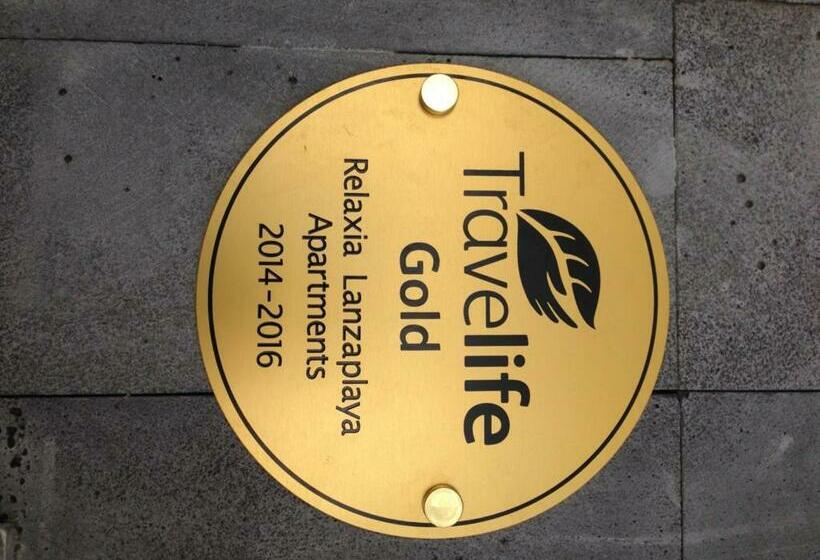 Travelife
Gold
Relaxia Lanzaplaya
Apartments
2014-2016